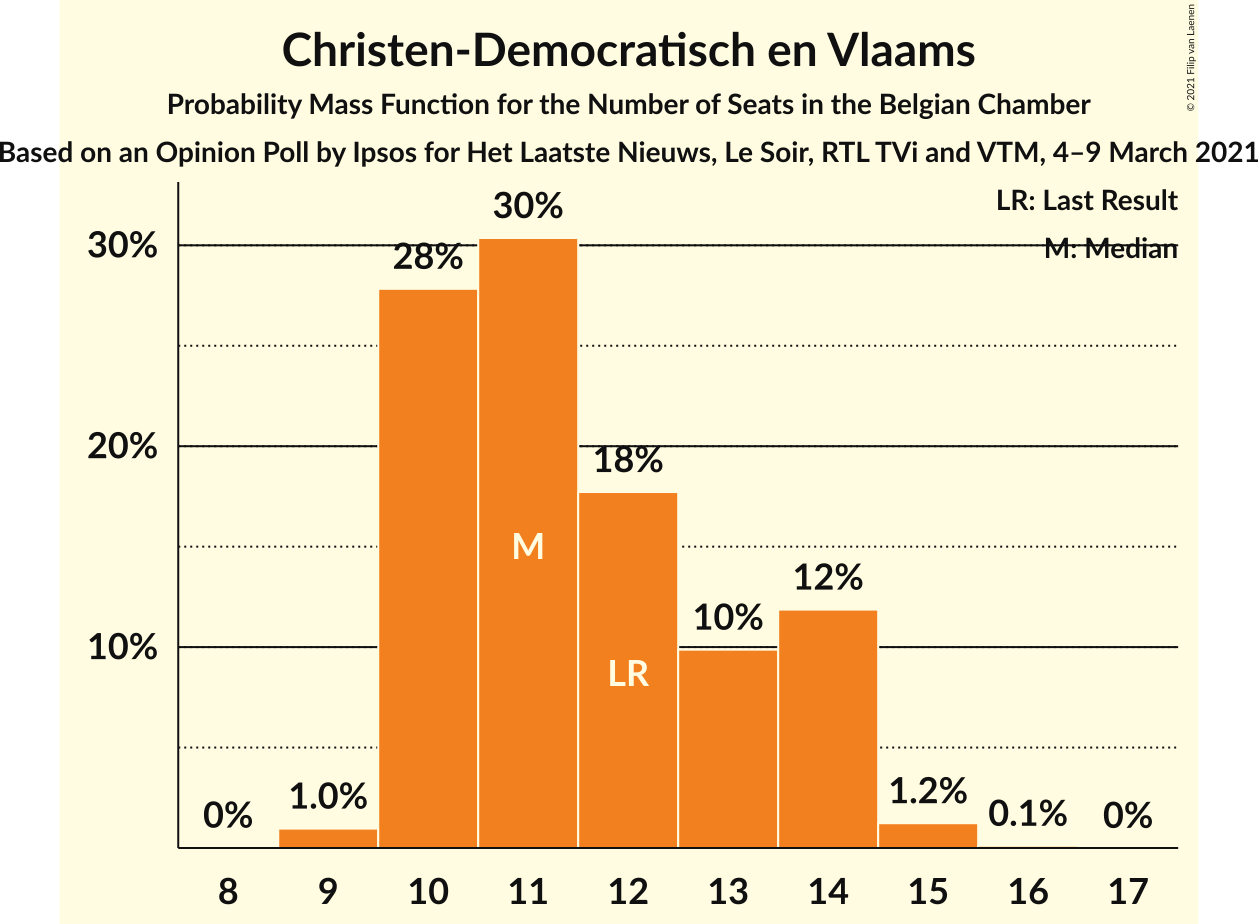 Christen-Democratisch en Vlaams
Probability Mass Function for the Number of Seats in the Belgian Chamber
Based on an Opinion Poll by Ipsos for Het Laatste Nieuws, Le Soir, RTL TVi and VTM, 4–9 March 2021
© 2021 Filip van Laenen
LR: Last Result
M: Median
30%
20%
10%
0%
1.0%
28%
30%
18%
10%
12%
1.2%
0.1%
0%
M
LR
8 9 10 11 12 13 14 15 16 17